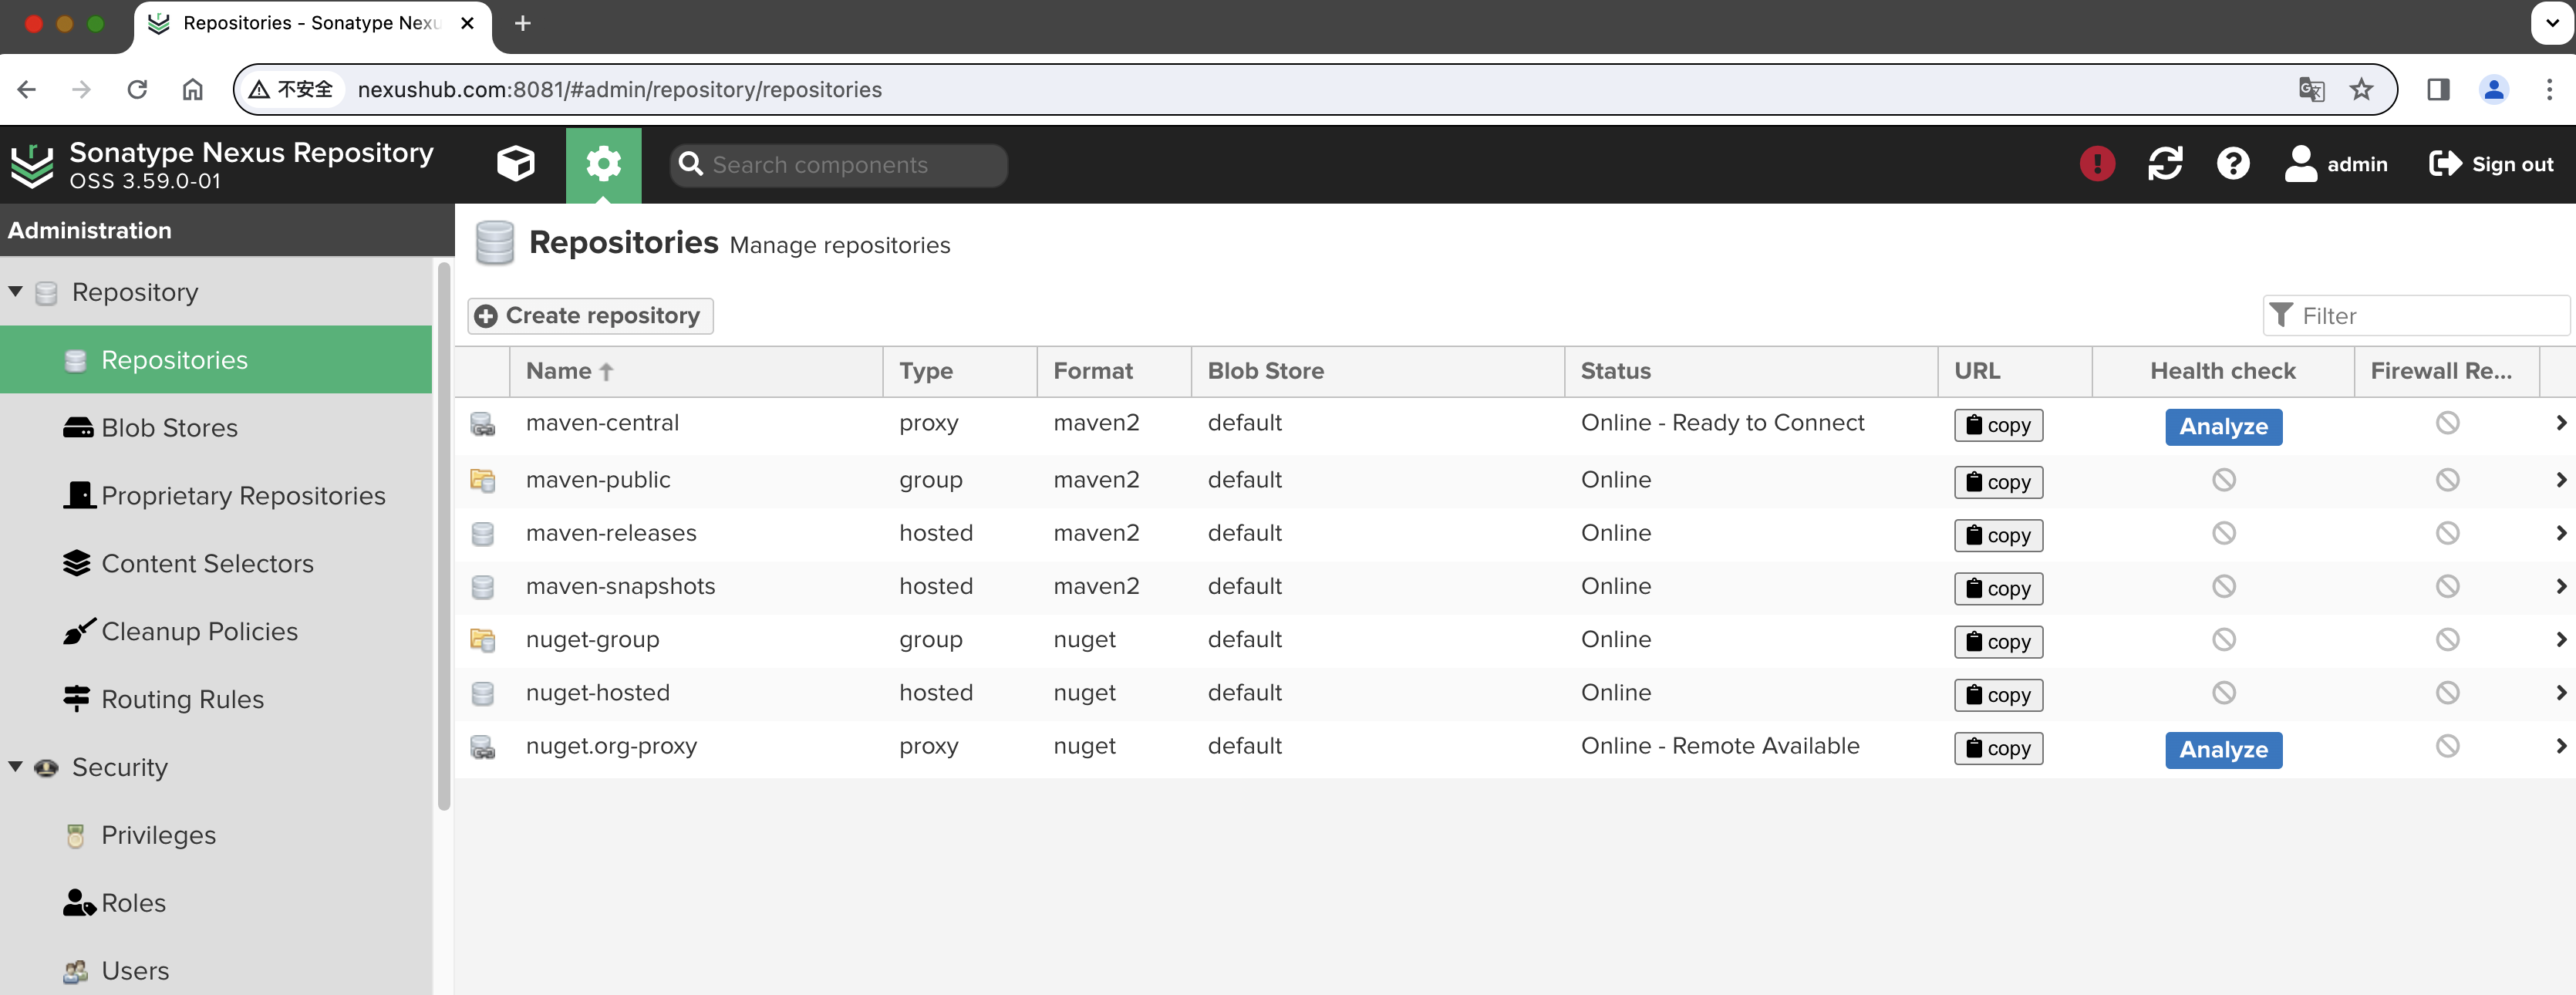 Repositories - Sonatype Nexu
不安全 nexushub.com:8081/#admin/repository/repositories
Sonatype Nexus Repository
OSS 3.59.0-01
Search components
admin
Sign out
Administration
Repository
Repositories
Blob Stores
Proprietary Repositories
Content Selectors
Cleanup Policies
Routing Rules
Security
Privileges
Roles
Users
Repositories Manage repositories
Create repository
Filter
Name Type Format Blob Store Status URL Health check Firewall Re...
maven-central proxy maven2 default Online - Ready to Connect copy Analyze
maven-public group maven2 default Online copy
maven-releases hosted maven2 default Online copy
maven-snapshots hosted maven2 default Online copy
nuget-group group nuget default Online copy
nuget-hosted hosted nuget default Online copy
nuget.org-proxy proxy nuget default Online - Remote Available copy Analyze